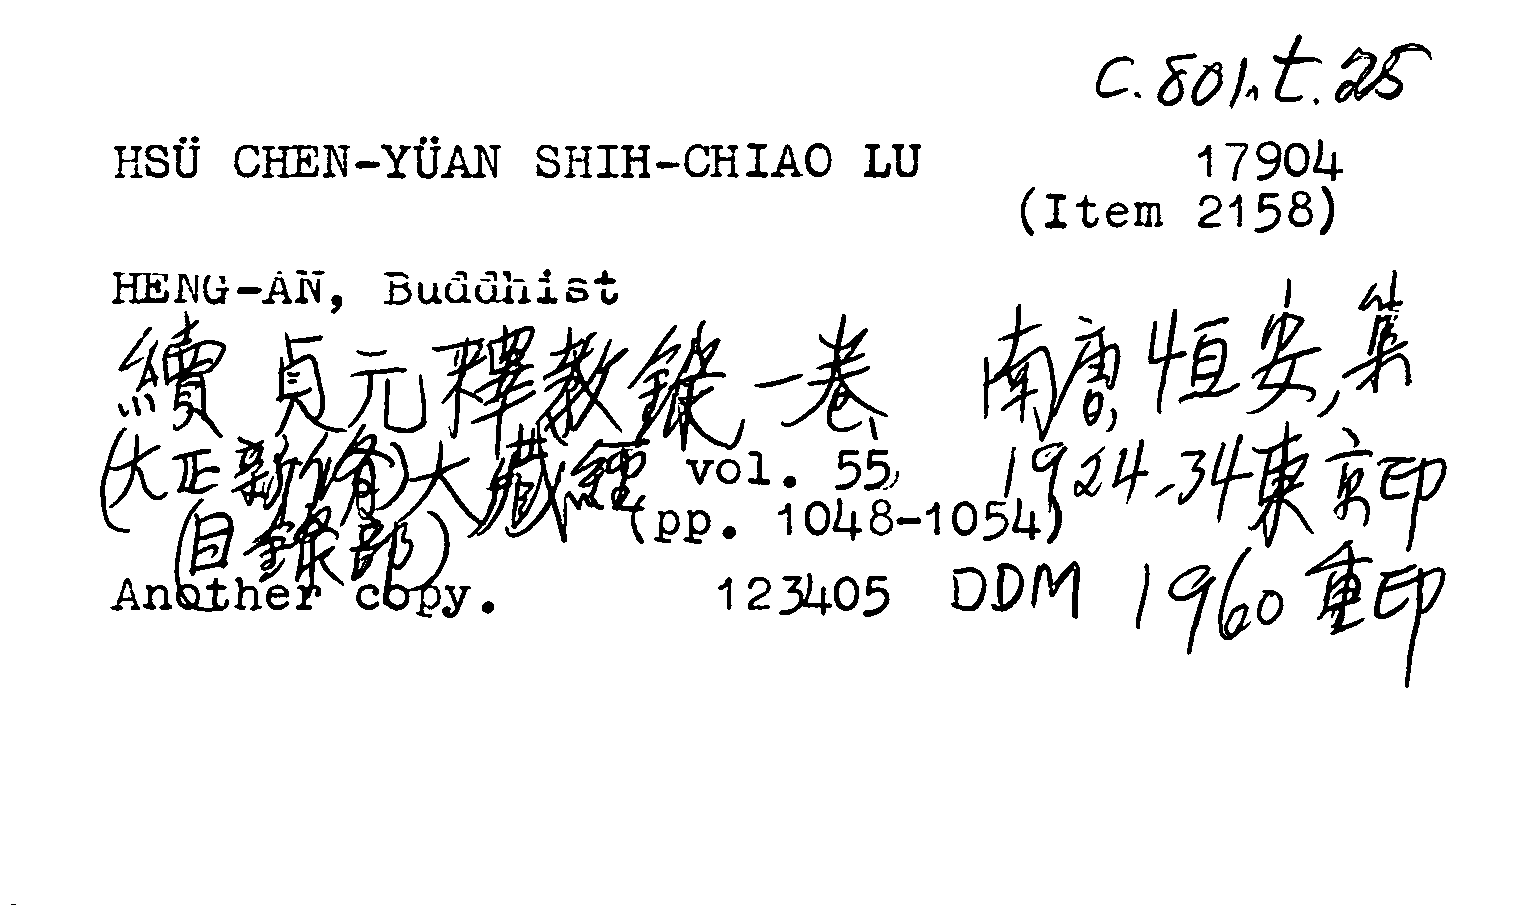 C.801.t.25
HSÜ CHEN-YÜAN SHIH-CHIAO LU 17904
(Item 2158)
HENG-AN, Buddhist
續貞元釋教錄一卷 南唐,恒安,集
(大正新脩)大藏經 vol. 55, 1924-34東京印
(目錄部) (pp. 1048-1054)
Another copy. 123405 DDM 1960重印